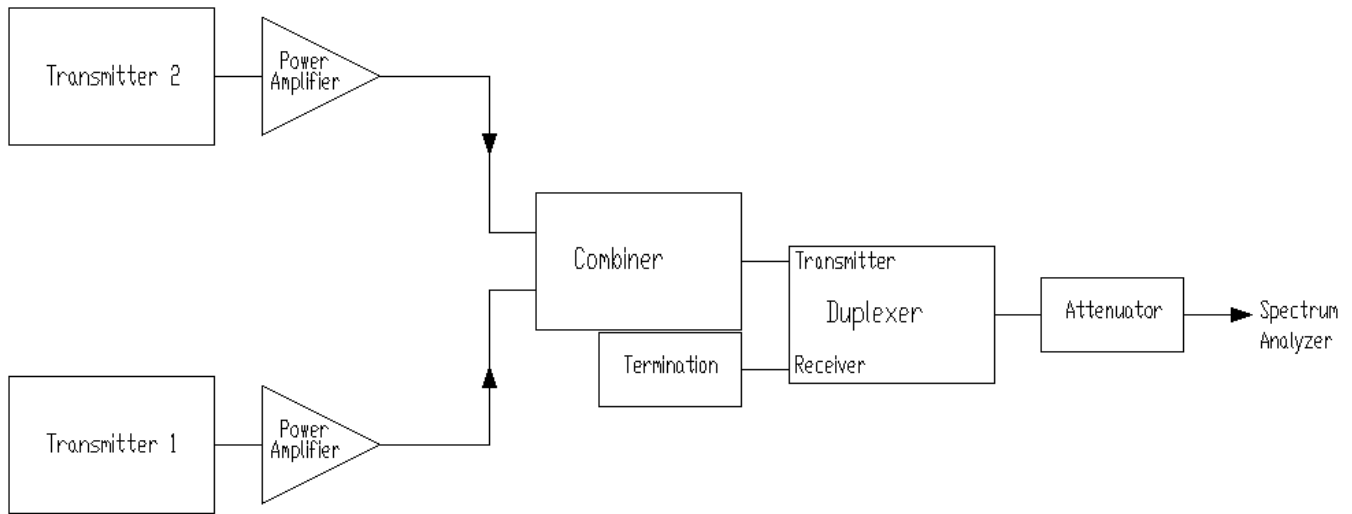 Transmitter 2
Power
Amplifier
Combiner
Transmitter
Duplexer
Receiver
Termination
Attenuator
Spectrum
Analyzer
Transmitter 1
Power
Amplifier